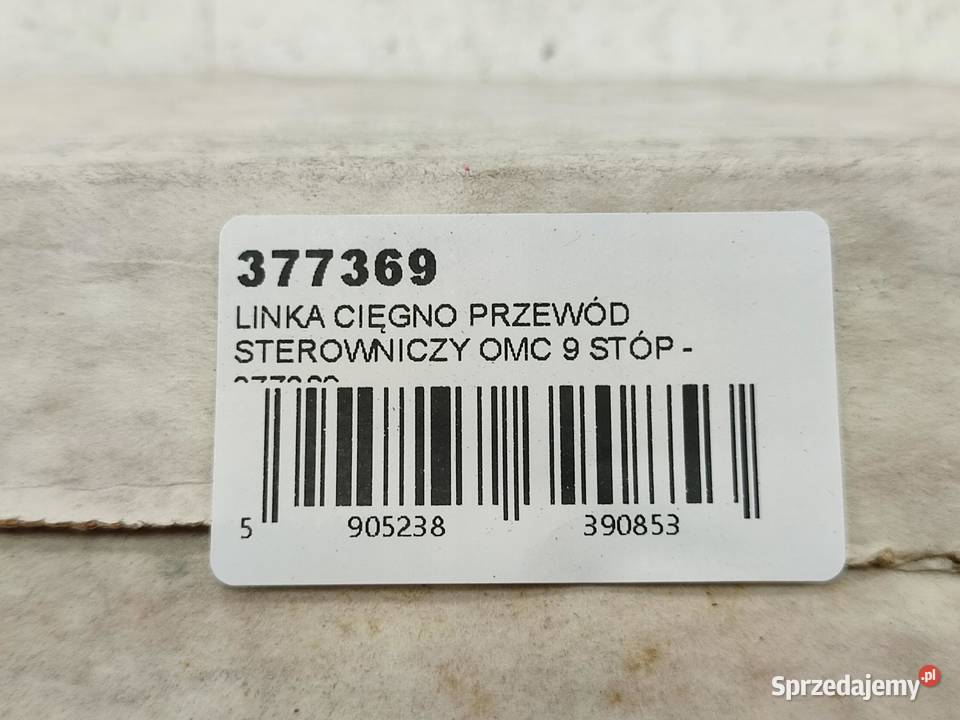 377369
LINKA CIĘGNO PRZEWÓD
STEROWNICZY OMC 9 STÓP -
5 905238 390853
Sprzedajemy.pl